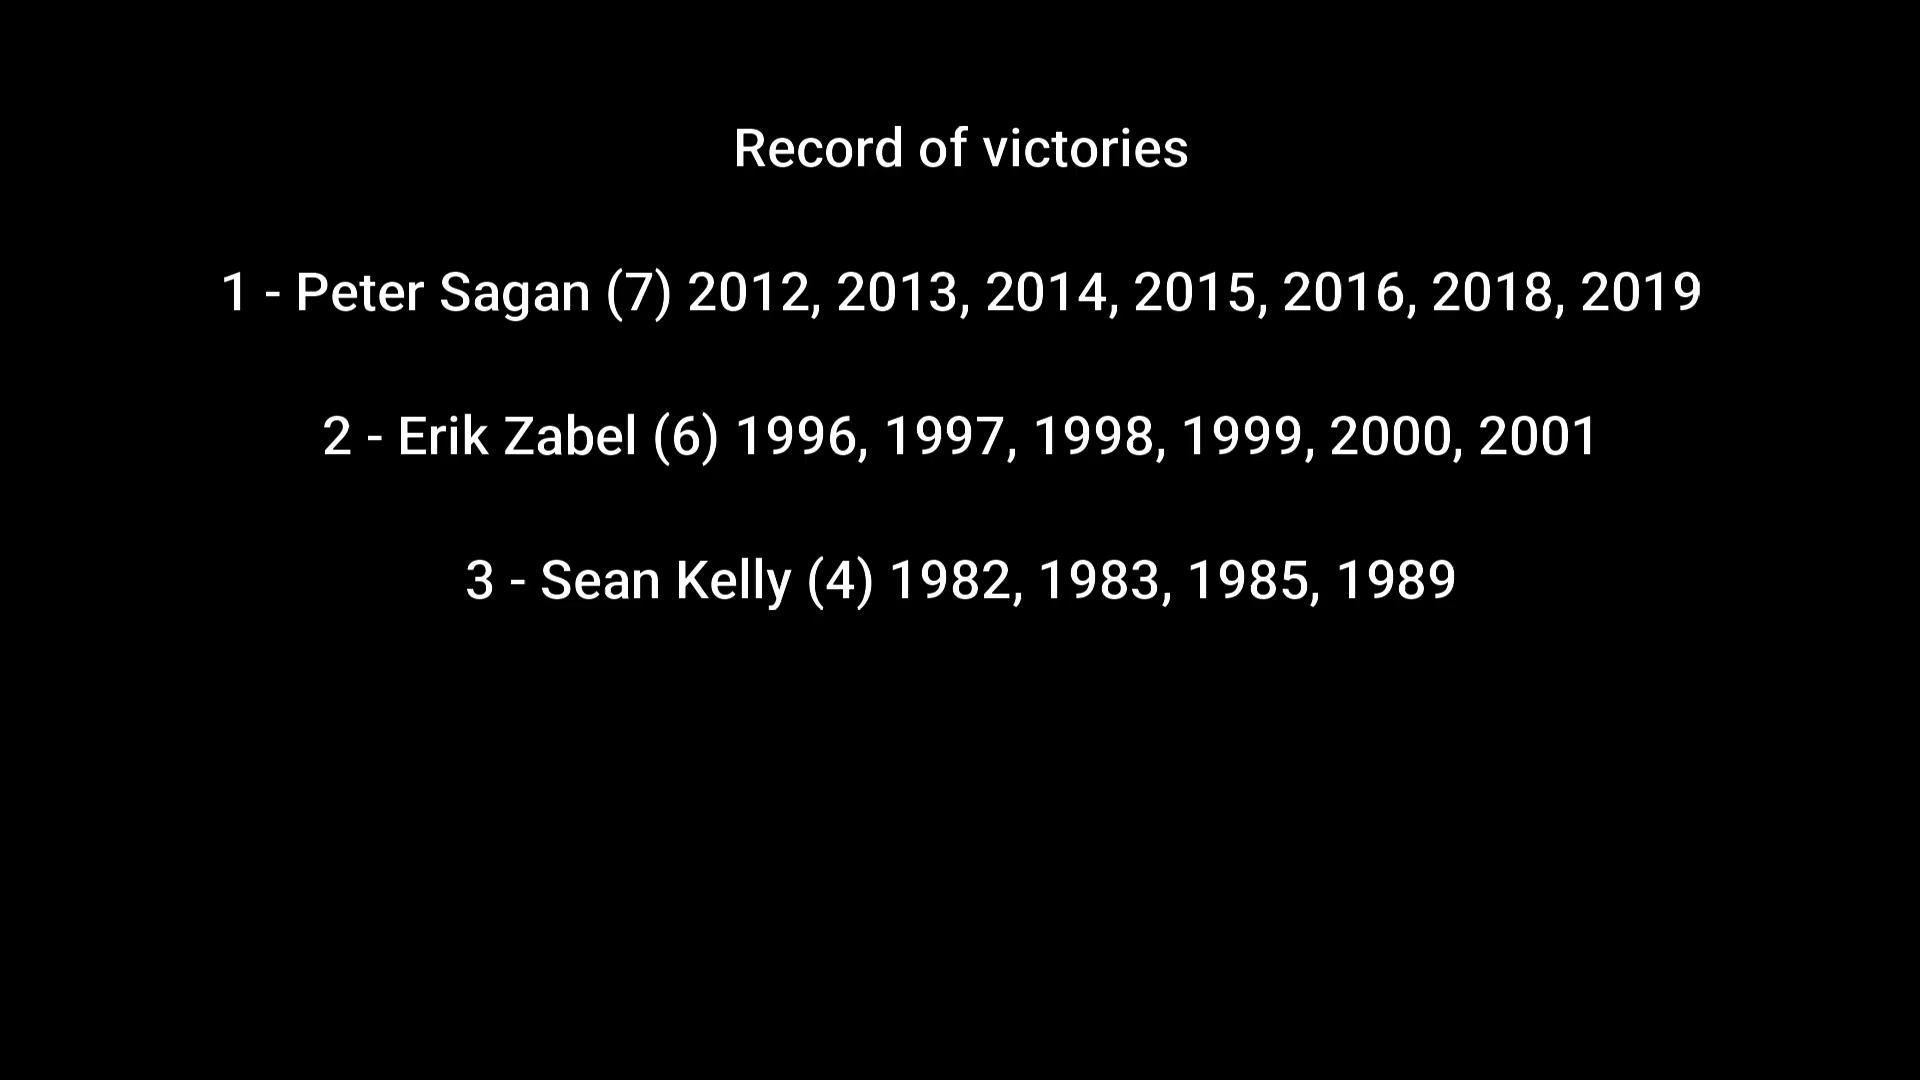 Record of victories
1 - Peter Sagan (7) 2012, 2013, 2014, 2015, 2016, 2018, 2019
2 - Erik Zabel (6) 1996, 1997, 1998, 1999, 2000, 2001
3 - Sean Kelly (4) 1982, 1983, 1985, 1989